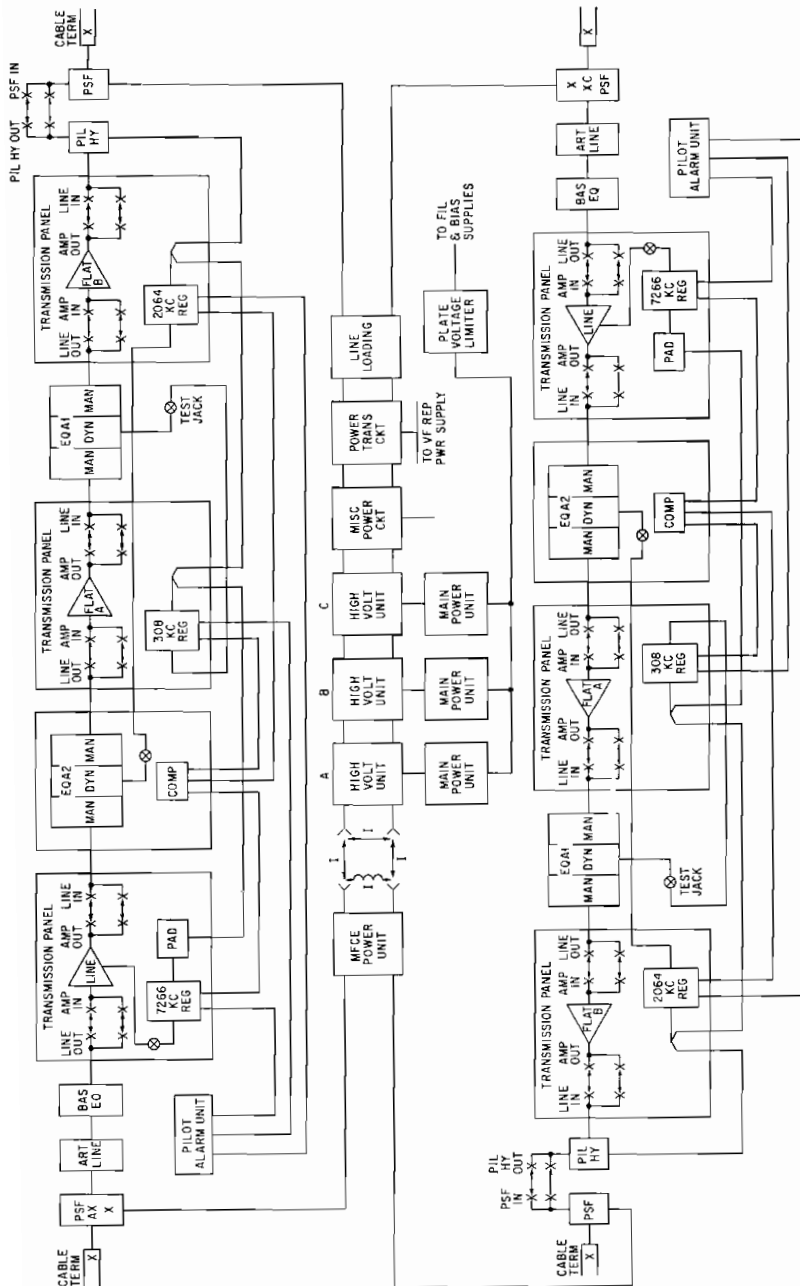 CABLE
TERM
X
PSF
AX
X
ART
LINE
BAS
EQ
PILOT
ALARM UNIT
TRANSMISSION PANEL
LINE
OUT
AMP
IN
LINE
AMP
OUT
LINE
IN
7266
KC
REG
PAD
EQA2
MAN
DYN
MAN
COMP
TRANSMISSION PANEL
LINE
OUT
AMP
IN
FLAT
A
AMP
OUT
LINE
IN
308
KC
REG
EQA1
MAN
DYN
MAN
TEST
JACK
TRANSMISSION PANEL
LINE
OUT
AMP
IN
FLAT
B
AMP
OUT
LINE
IN
2064
KC
REG
PIL HY OUT
PSF IN
PIL
HY
PSF
CABLE
TERM
X
MFCE
POWER
UNIT
I
I
I
A
HIGH
VOLT
UNIT
B
HIGH
VOLT
UNIT
C
HIGH
VOLT
UNIT
MISC
POWER
CKT
POWER
TRANS
CKT
LINE
LOADING
MAIN
POWER
UNIT
MAIN
POWER
UNIT
MAIN
POWER
UNIT
TO VF REP
PWR SUPPLY
PLATE
VOLTAGE
LIMITER
TO FIL
& BIAS
SUPPLIES
CABLE
TERM
X
PSF
PSF
IN
PIL
HY
OUT
PIL
HY
TRANSMISSION PANEL
LINE
IN
AMP
OUT
FLAT
B
AMP
IN
LINE
OUT
2064
KC
REG
EQA1
MAN
DYN
MAN
TEST
JACK
TRANSMISSION PANEL
LINE
IN
AMP
OUT
FLAT
A
AMP
IN
LINE
OUT
308
KC
REG
EQA2
MAN
DYN
MAN
COMP
TRANSMISSION PANEL
LINE
IN
AMP
OUT
LINE
AMP
IN
LINE
OUT
PAD
7266
KC
REG
BAS
EQ
ART
LINE
X
XC
PSF
X
PILOT
ALARM UNIT